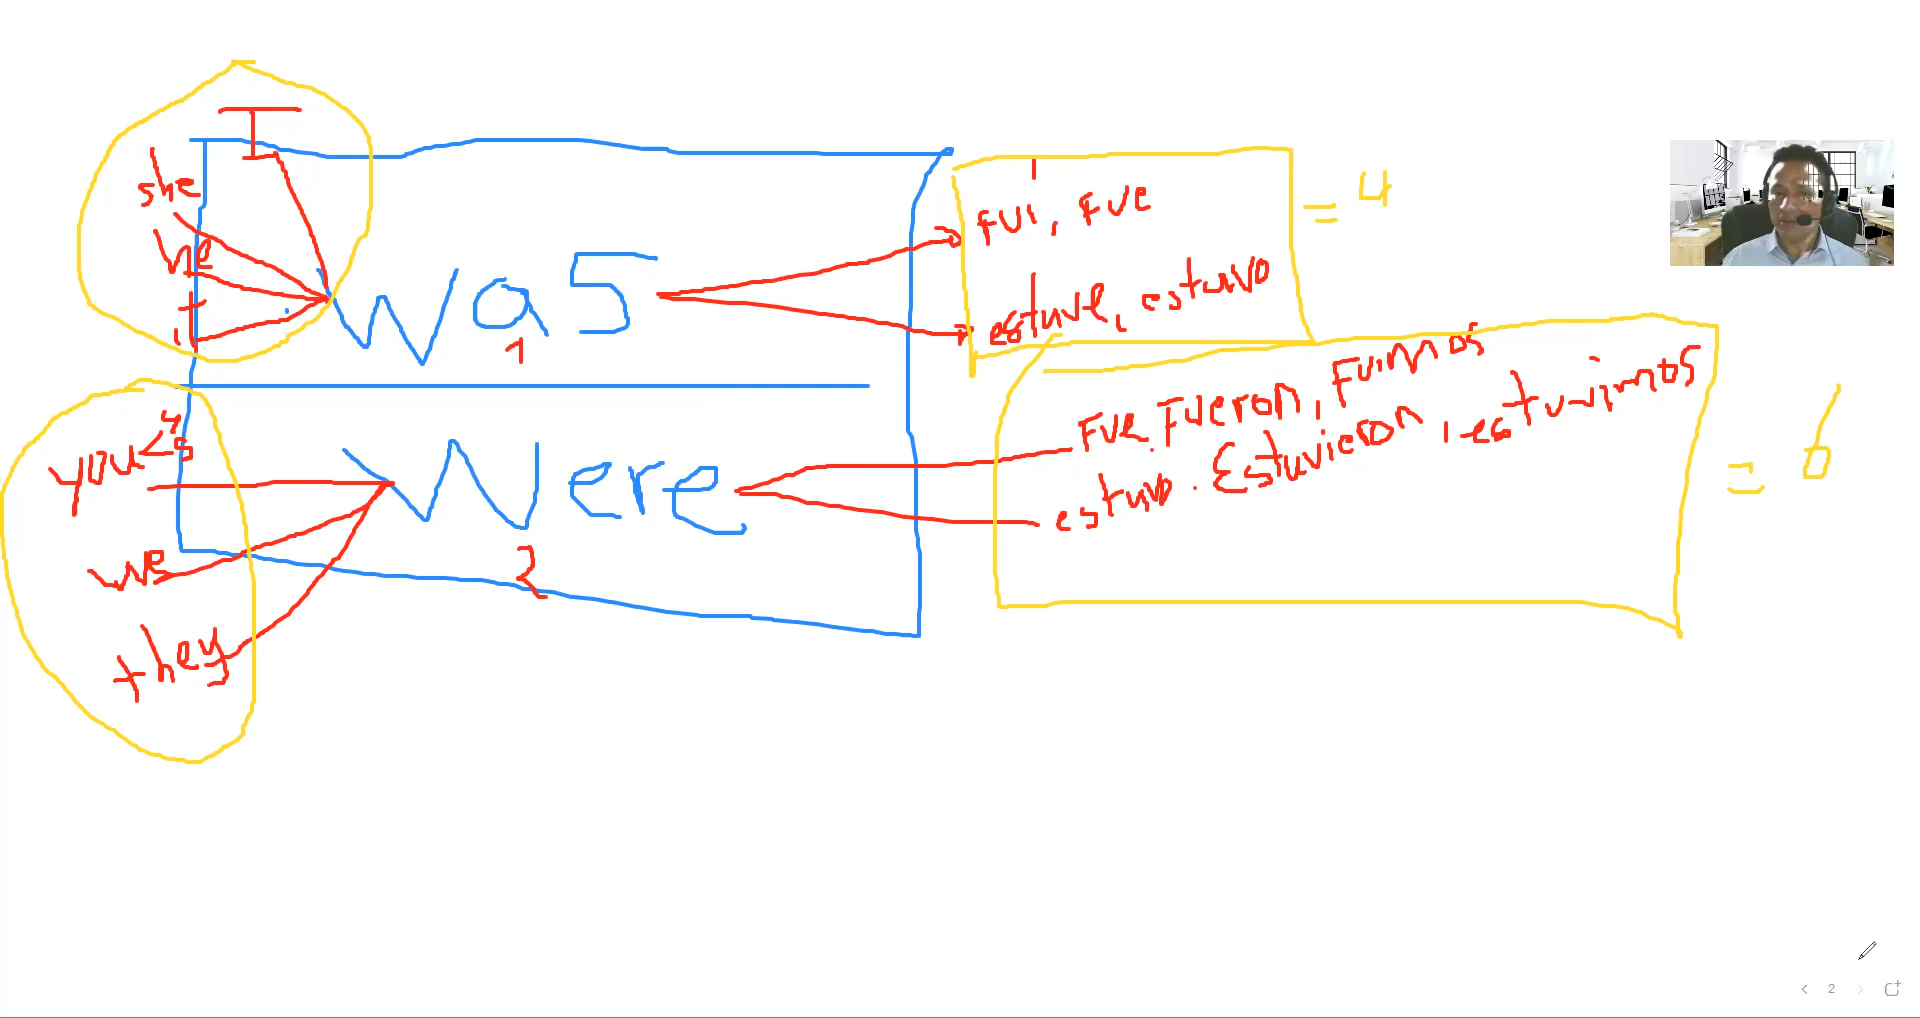 I
she
he
it
Was
1
Fui, Fue
estuve, estuvo
= 4
you < s
we
they
Were
2
Fue. Fueron, Fuimos
estuvo. Estuvieron, estuvimos
= 6
2